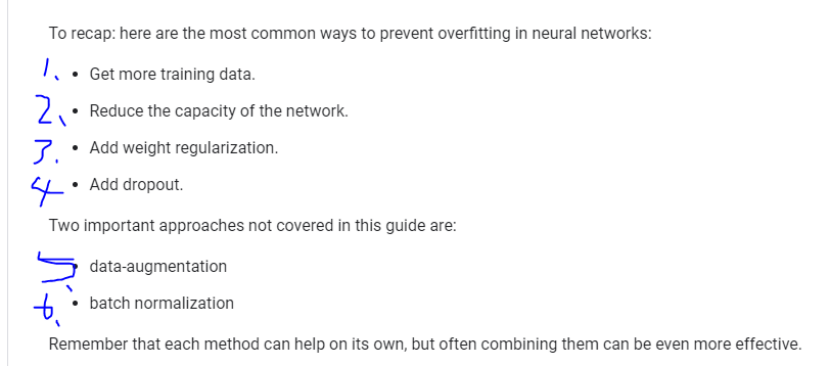 To recap: here are the most common ways to prevent overfitting in neural networks:
1、 • Get more training data.
2、 • Reduce the capacity of the network.
3. • Add weight regularization.
4 • Add dropout.
Two important approaches not covered in this guide are:
5、 data-augmentation
6、 • batch normalization
Remember that each method can help on its own, but often combining them can be even more effective.